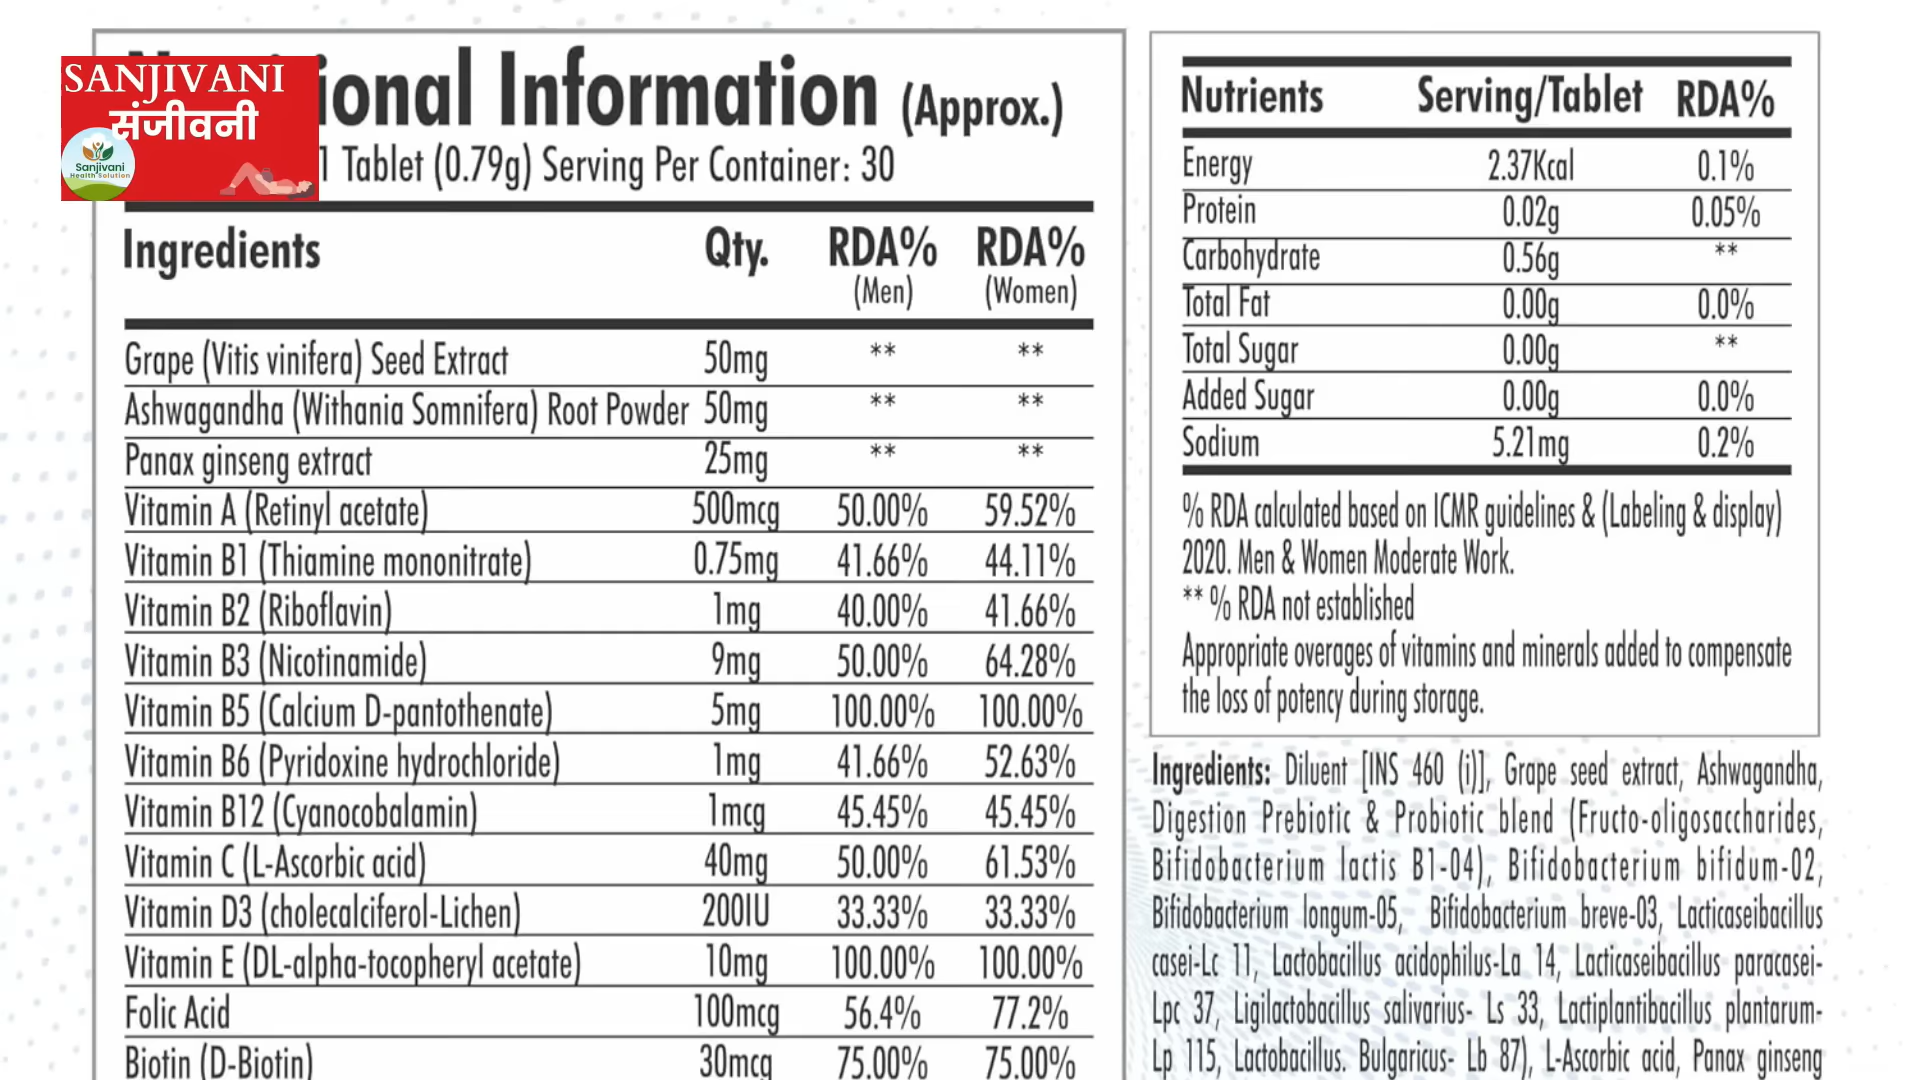 SANJIVANI
संजीवनी
Sanjivani
Health Solution
ional Information (Approx.)
1 Tablet (0.79g) Serving Per Container: 30
Ingredients Qty. RDA% RDA%
(Men) (Women)
Grape (Vitis vinifera) Seed Extract 50mg ** **
Ashwagandha (Withania Somnifera) Root Powder 50mg ** **
Panax ginseng extract 25mg ** **
Vitamin A (Retinyl acetate) 500mcg 50.00% 59.52%
Vitamin B1 (Thiamine mononitrate) 0.75mg 41.66% 44.11%
Vitamin B2 (Riboflavin) 1mg 40.00% 41.66%
Vitamin B3 (Nicotinamide) 9mg 50.00% 64.28%
Vitamin B5 (Calcium D-pantothenate) 5mg 100.00% 100.00%
Vitamin B6 (Pyridoxine hydrochloride) 1mg 41.66% 52.63%
Vitamin B12 (Cyanocobalamin) 1mcg 45.45% 45.45%
Vitamin C (L-Ascorbic acid) 40mg 50.00% 61.53%
Vitamin D3 (cholecalciferol-Lichen) 200IU 33.33% 33.33%
Vitamin E (DL-alpha-tocopheryl acetate) 10mg 100.00% 100.00%
Folic Acid 100mcg 56.4% 77.2%
Biotin (D-Biotin) 30mcg 75.00% 75.00%
Nutrients Serving/Tablet RDA%
Energy 2.37Kcal 0.1%
Protein 0.02g 0.05%
Carbohydrate 0.56g **
Total Fat 0.00g 0.0%
Total Sugar 0.00g **
Added Sugar 0.00g 0.0%
Sodium 5.21mg 0.2%
% RDA calculated based on ICMR guidelines & (Labeling & display)
2020. Men & Women Moderate Work.
** % RDA not established
Appropriate overages of vitamins and minerals added to compensate
the loss of potency during storage.
Ingredients: Diluent [INS 460 (i)], Grape seed extract, Ashwagandha,
Digestion Prebiotic & Probiotic blend (Fructo-oligosaccharides,
Bifidobacterium lactis B1-04), Bifidobacterium bifidum-02,
Bifidobacterium longum-05, Bifidobacterium breve-03, Lacticaseibacillus
casei-Lc 11, Lactobacillus acidophilus-La 14, Lacticaseibacillus paracasei-
Lpc 37, Ligilactobacillus salivarius- Ls 33, Lactiplantibacillus plantarum-
Lp 115, Lactobacillus. Bulgaricus- Lb 87), L-Ascorbic acid, Panax ginseng